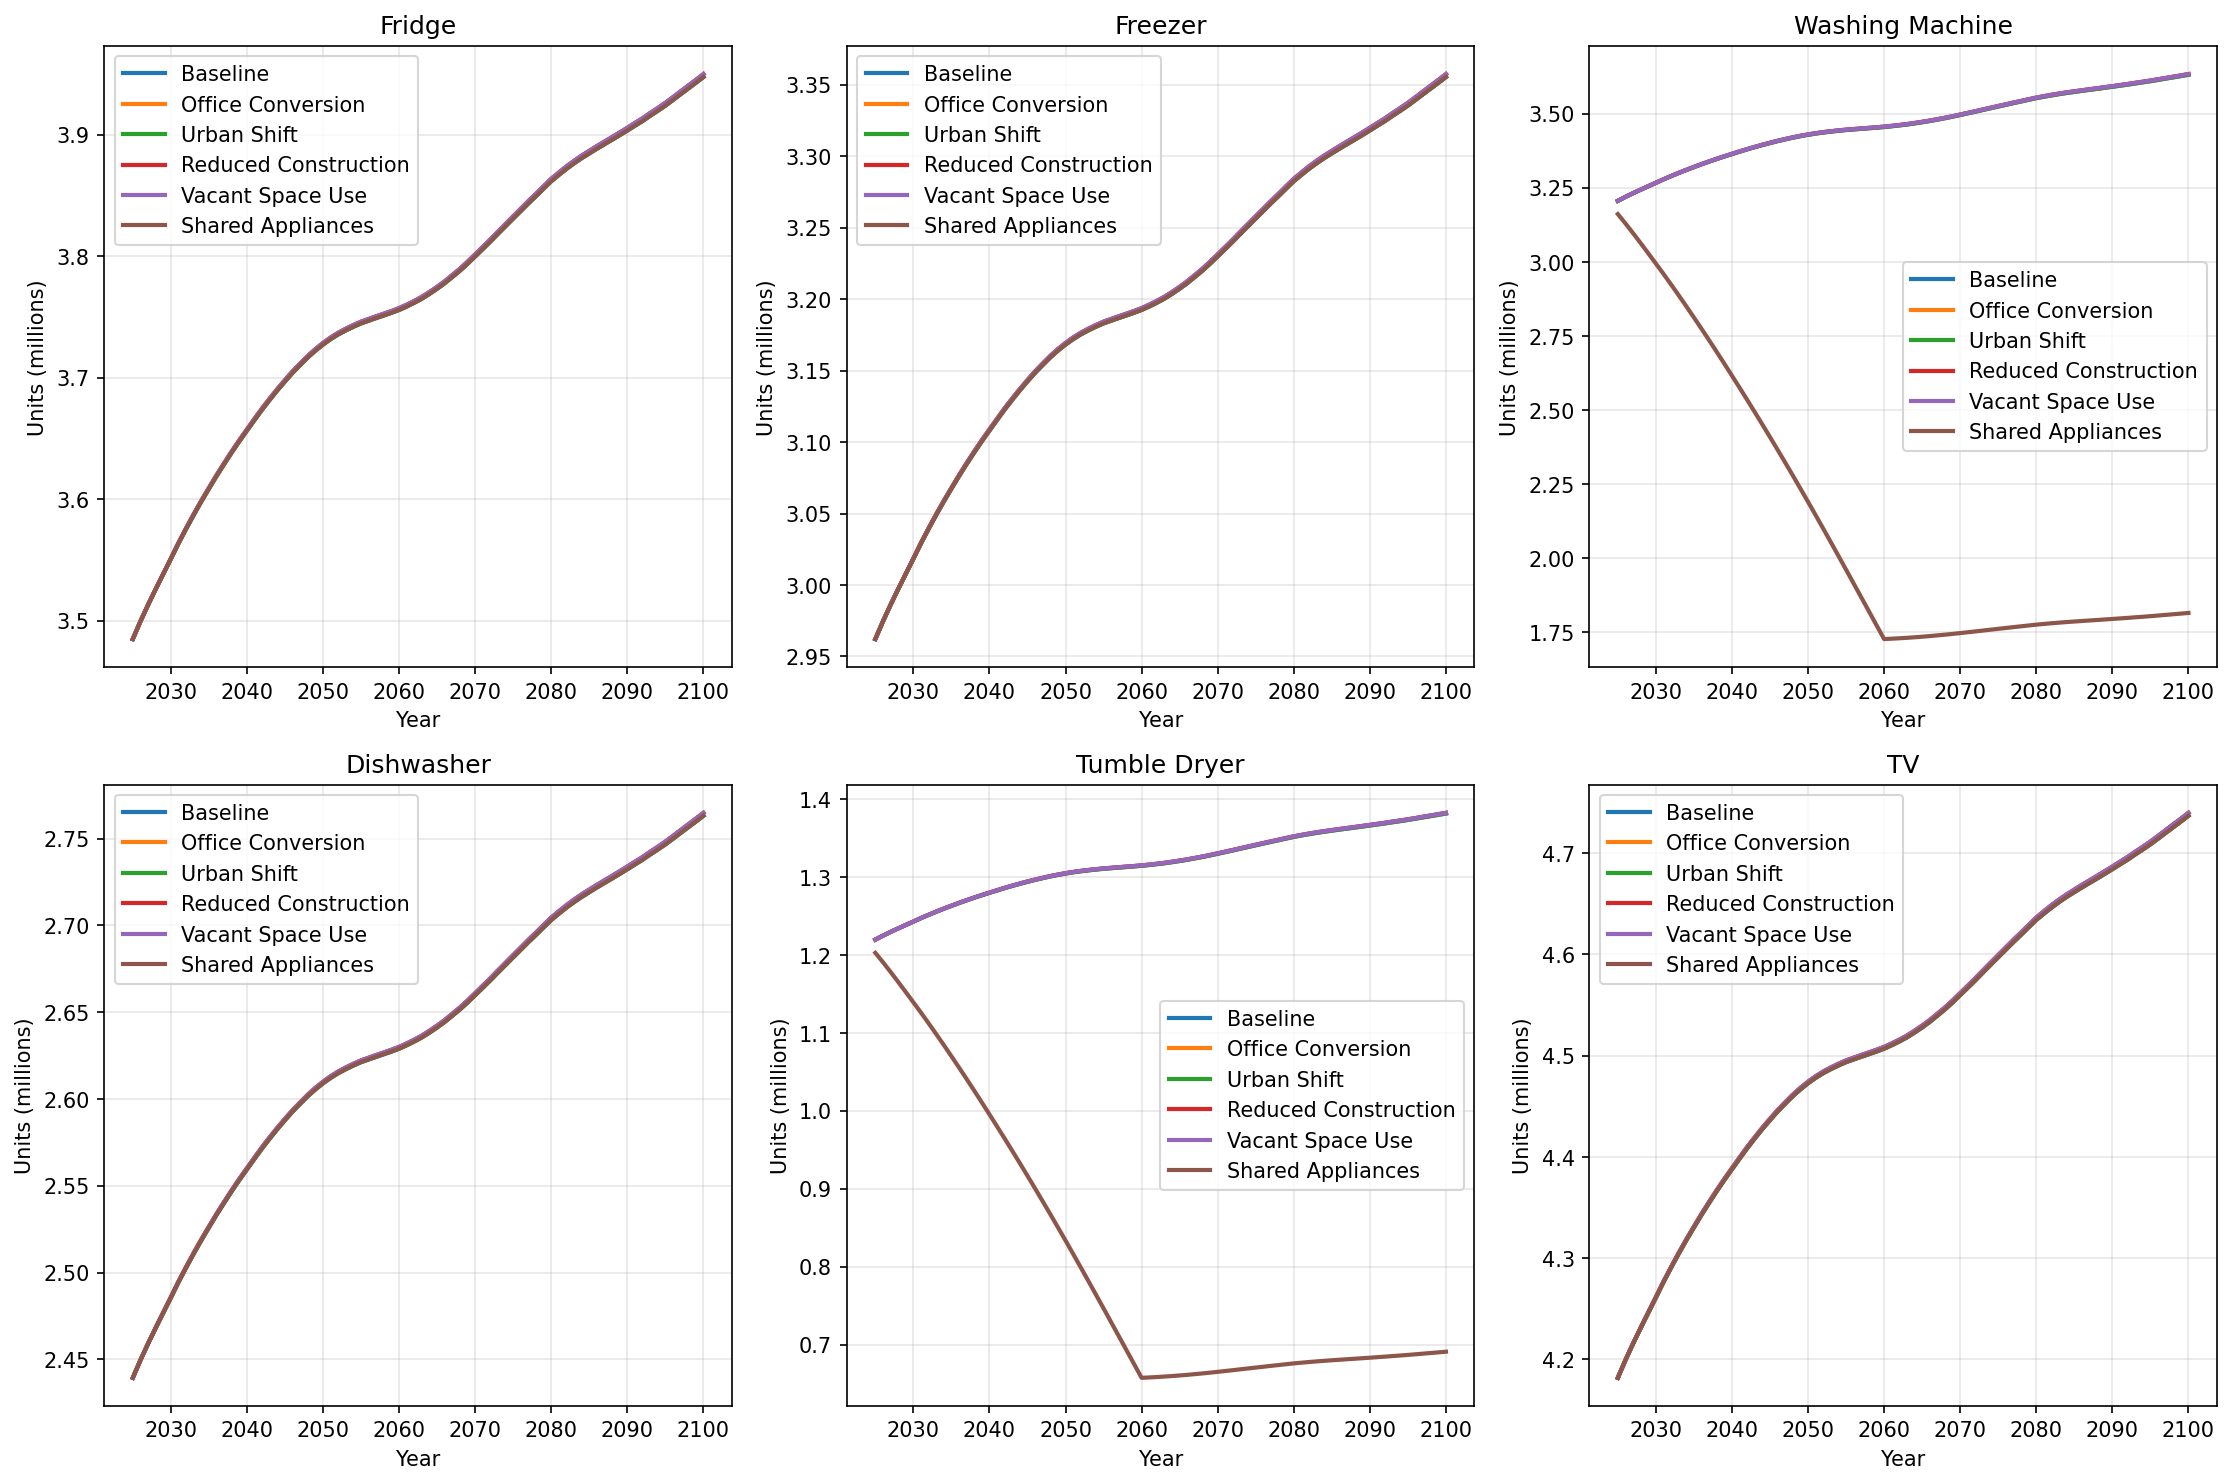 Fridge
Baseline
Office Conversion
Urban Shift
Reduced Construction
Vacant Space Use
Shared Appliances
3.9
3.8
3.7
3.6
3.5
Units (millions)
2030 2040 2050 2060 2070 2080 2090 2100
Year
Freezer
Baseline
Office Conversion
Urban Shift
Reduced Construction
Vacant Space Use
Shared Appliances
3.35
3.30
3.25
3.20
3.15
3.10
3.05
3.00
2.95
Units (millions)
2030 2040 2050 2060 2070 2080 2090 2100
Year
Washing Machine
3.50
3.25
3.00
2.75
2.50
2.25
2.00
1.75
Units (millions)
Baseline
Office Conversion
Urban Shift
Reduced Construction
Vacant Space Use
Shared Appliances
2030 2040 2050 2060 2070 2080 2090 2100
Year
Dishwasher
Baseline
Office Conversion
Urban Shift
Reduced Construction
Vacant Space Use
Shared Appliances
2.75
2.70
2.65
2.60
2.55
2.50
2.45
Units (millions)
2030 2040 2050 2060 2070 2080 2090 2100
Year
Tumble Dryer
1.4
1.3
1.2
1.1
1.0
0.9
0.8
0.7
Units (millions)
Baseline
Office Conversion
Urban Shift
Reduced Construction
Vacant Space Use
Shared Appliances
2030 2040 2050 2060 2070 2080 2090 2100
Year
TV
Baseline
Office Conversion
Urban Shift
Reduced Construction
Vacant Space Use
Shared Appliances
4.7
4.6
4.5
4.4
4.3
4.2
Units (millions)
2030 2040 2050 2060 2070 2080 2090 2100
Year